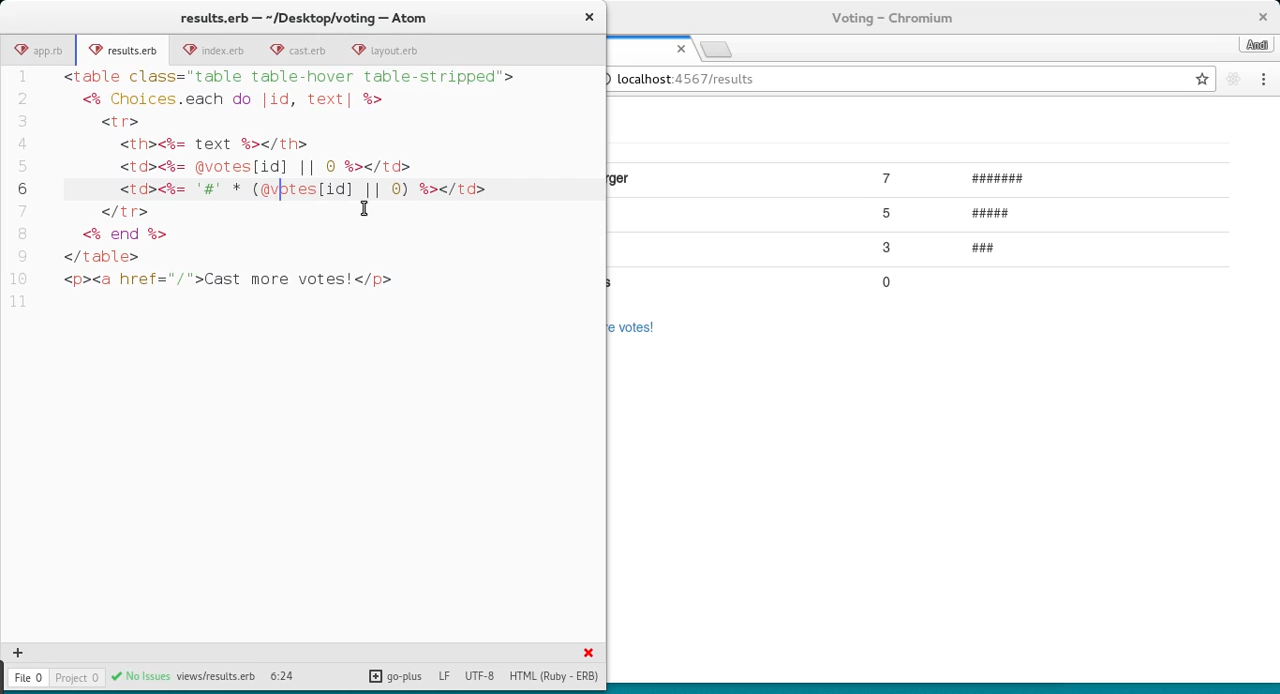 results.erb — ~/Desktop/voting — Atom
app.rb results.erb index.erb cast.erb layout.erb
1 <table class="table table-hover table-stripped">
2 <% Choices.each do |id, text| %>
3 <tr>
4 <th><%= text %></th>
5 <td><%= @votes[id] || 0 %></td>
6 <td><%= '#' * (@votes[id] || 0) %></td>
7 </tr>
8 <% end %>
9 </table>
10 <p><a href="/">Cast more votes!</p>
11
File 0 Project 0 No Issues views/results.erb 6:24 go-plus LF UTF-8 HTML (Ruby - ERB)
Voting – Chromium
Andi
localhost:4567/results
rger 7 #######
5 #####
3 ###
s 0
re votes!